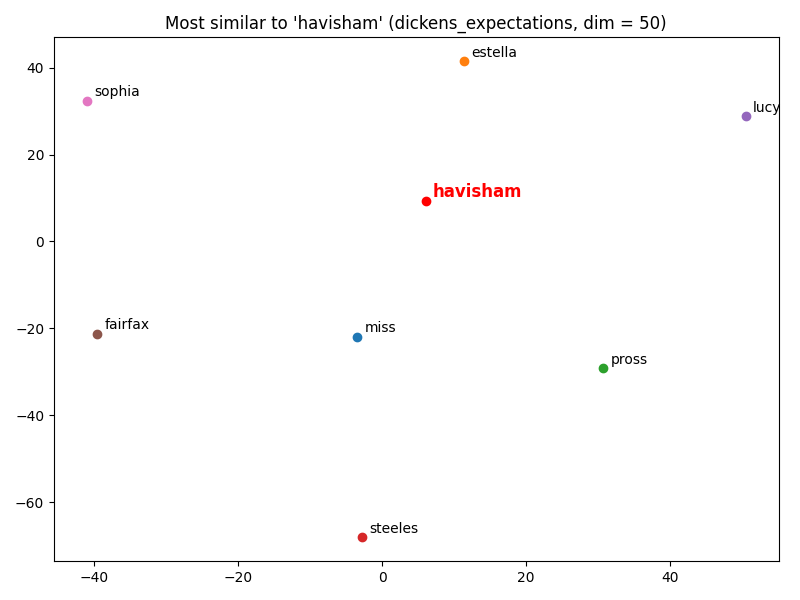 Most similar to 'havisham' (dickens_expectations, dim = 50)
estella
sophia
lucy
havisham
fairfax
miss
pross
steeles
40
20
0
−20
−40
−60
−40
−20
0
20
40